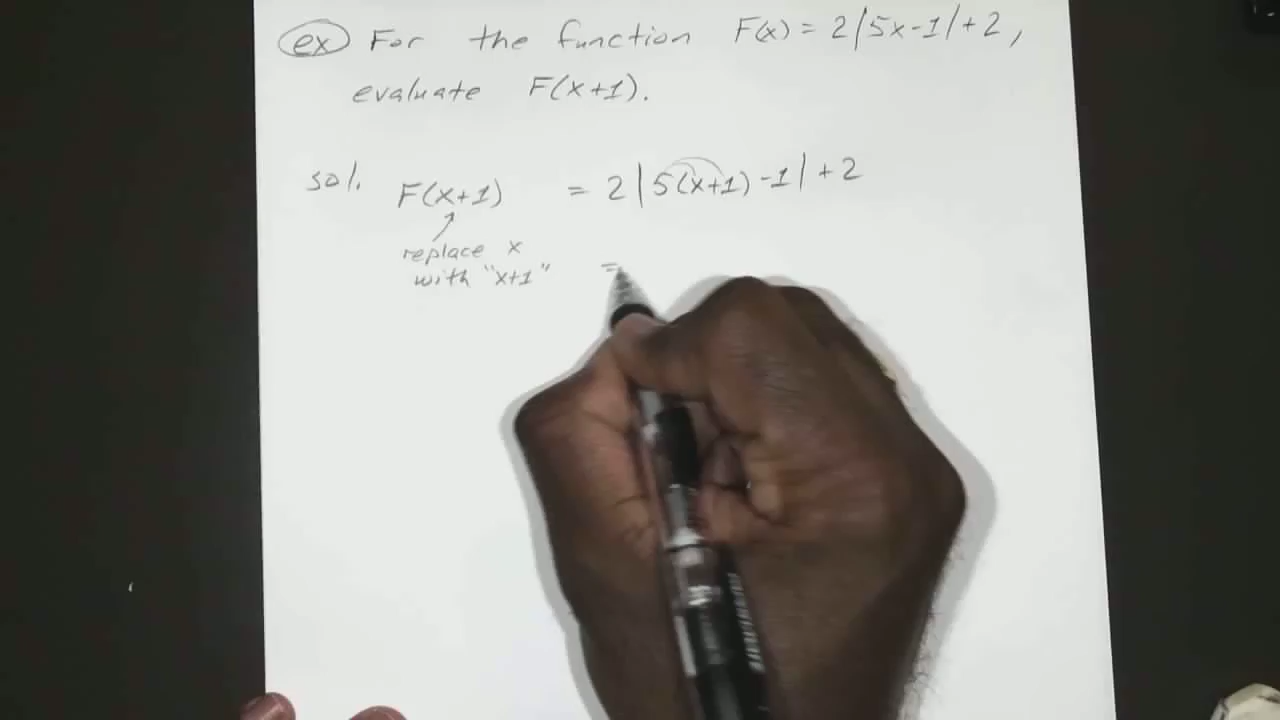 ex For the function F(x) = 2|5x-1|+2,
evaluate F(x+1).
sol. F(x+1) = 2|5(x+1)-1|+2
replace x
with "x+1" =